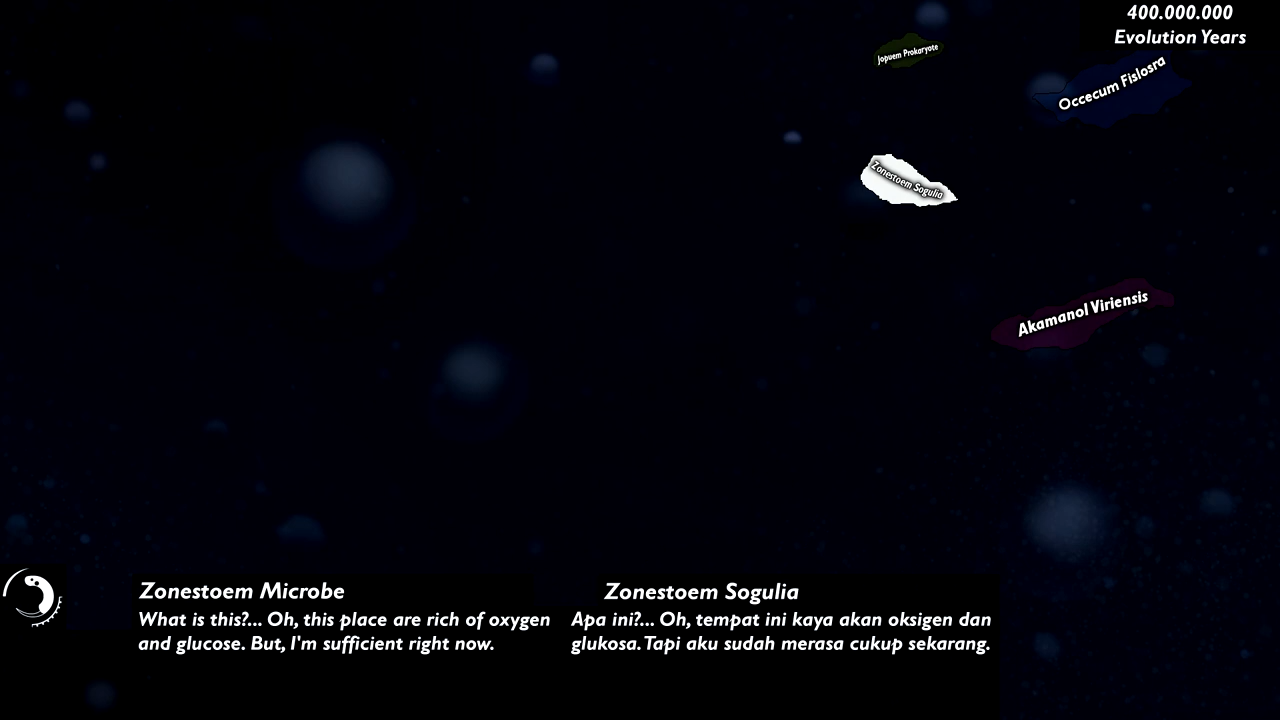 400.000.000
Evolution Years
Jopuem Prokaryote
Occecum Fislosra
Zonestoem Sogulia
Akamanol Viriensis
Zonestoem Microbe
What is this?... Oh, this place are rich of oxygen
and glucose. But, I'm sufficient right now.
Zonestoem Sogulia
Apa ini?... Oh, tempat ini kaya akan oksigen dan
glukosa. Tapi aku sudah merasa cukup sekarang.